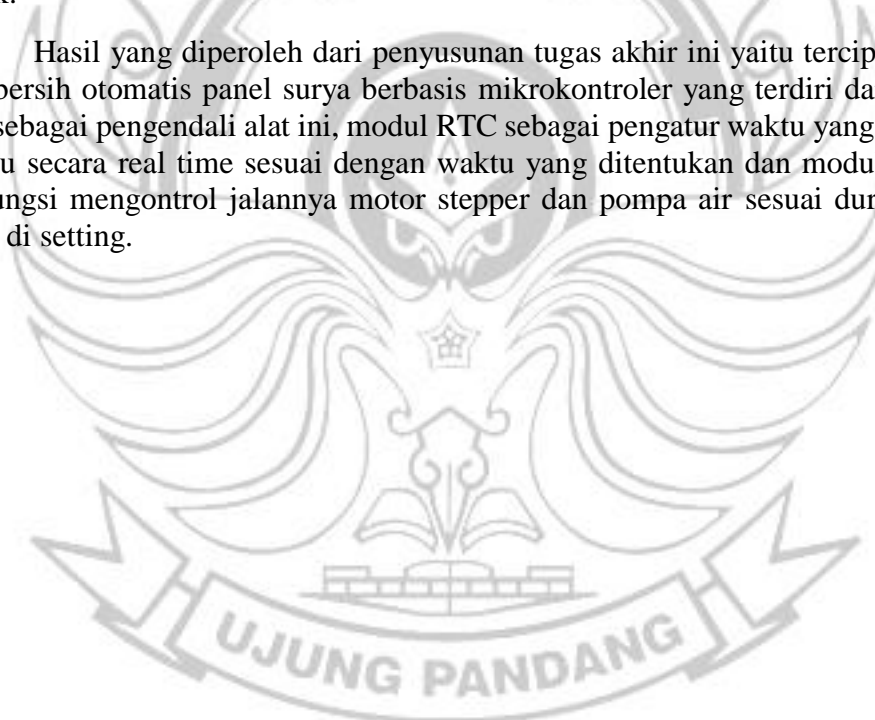 k.
Hasil yang diperoleh dari penyusunan tugas akhir ini yaitu tercip
bersih otomatis panel surya berbasis mikrokontroler yang terdiri da
sebagai pengendali alat ini, modul RTC sebagai pengatur waktu yang
u secara real time sesuai dengan waktu yang ditentukan dan modu
ungsi mengontrol jalannya motor stepper dan pompa air sesuai dur
di setting.
UJUNG PANDANG